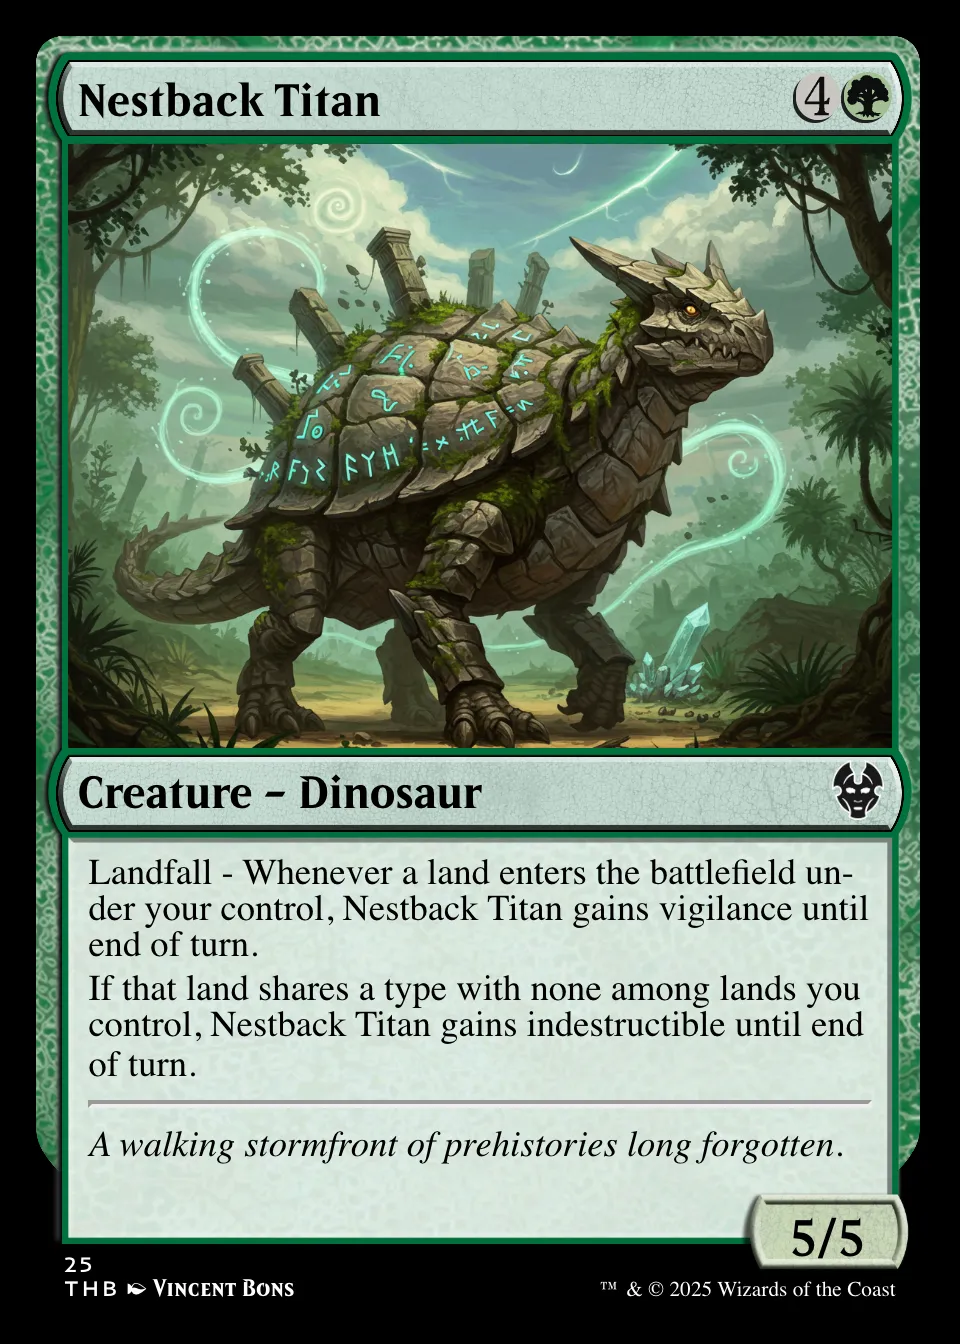 Nestback Titan 4
Creature – Dinosaur
Landfall - Whenever a land enters the battlefield un-
der your control, Nestback Titan gains vigilance until
end of turn.
If that land shares a type with none among lands you
control, Nestback Titan gains indestructible until end
of turn.
A walking stormfront of prehistories long forgotten.
5/5
25
THB VINCENT BONS
™ & © 2025 Wizards of the Coast